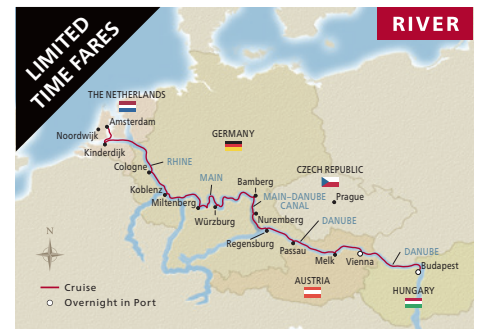 LIMITED
TIME FARES
RIVER
THE NETHERLANDS
Amsterdam
Noordwijk
Kinderdijk
GERMANY
Cologne
RHINE
CZECH REPUBLIC
Koblenz
MAIN
Bamberg
Miltenberg
MAIN–DANUBE
CANAL
Prague
Würzburg
Nuremberg
DANUBE
Regensburg
N
Passau
Melk
Vienna
DANUBE
Budapest
AUSTRIA
HUNGARY
Cruise
Overnight in Port